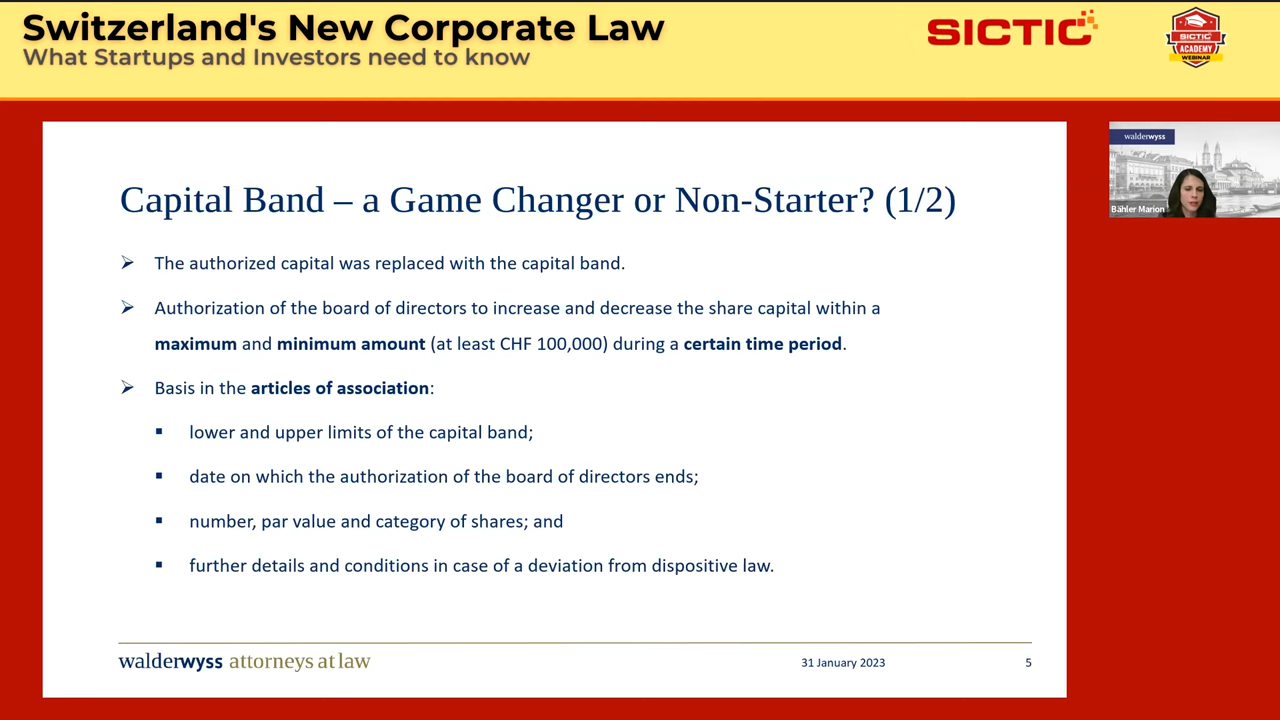 Switzerland's New Corporate Law
What Startups and Investors need to know
SICTIC
SICTIC
ACADEMY
WEBINAR
walderwyss
Bähler Marion
Capital Band – a Game Changer or Non-Starter? (1/2)
The authorized capital was replaced with the capital band.
Authorization of the board of directors to increase and decrease the share capital within a
maximum and minimum amount (at least CHF 100,000) during a certain time period.
Basis in the articles of association:
lower and upper limits of the capital band;
date on which the authorization of the board of directors ends;
number, par value and category of shares; and
further details and conditions in case of a deviation from dispositive law.
walderwyss attorneys at law
31 January 2023
5